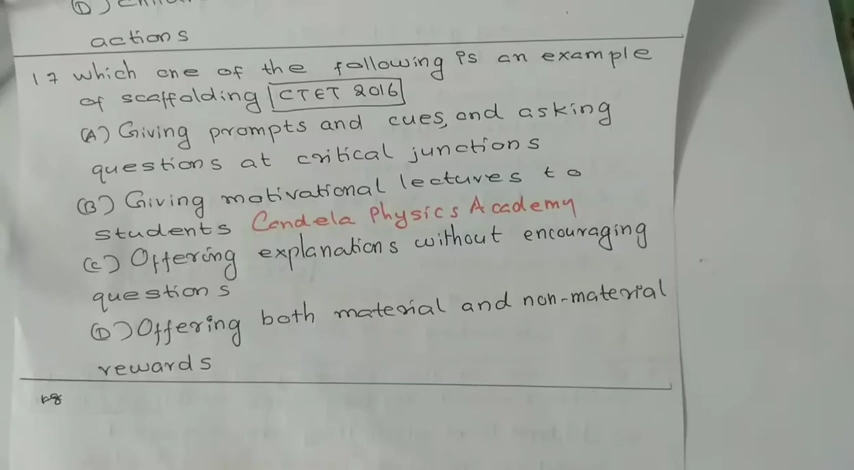 actions
17 which one of the following is an example
of scaffolding CTET 2016
(A) Giving prompts and cues, and asking
questions at critical junctions
(B) Giving motivational lectures to
students Candela Physics Academy
(C) Offering explanations without encouraging
questions
(D) Offering both material and non-material
rewards